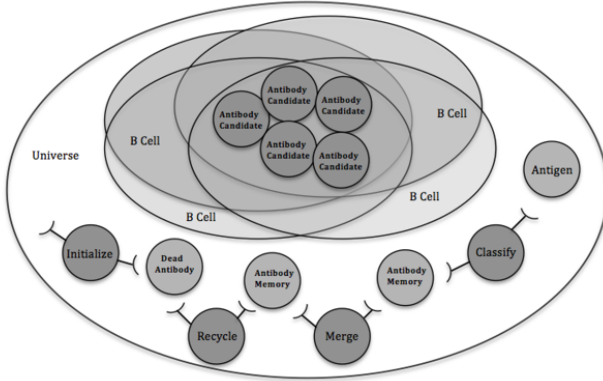 Antibody
Candidate
Antibody
Candidate
Antibody
Candidate
Antibody
Candidate
Antibody
Candidate
B Cell
B Cell
B Cell
B Cell
Universe
Antigen
Initialize
Dead
Antibody
Antibody
Memory
Antibody
Memory
Classify
Recycle
Merge